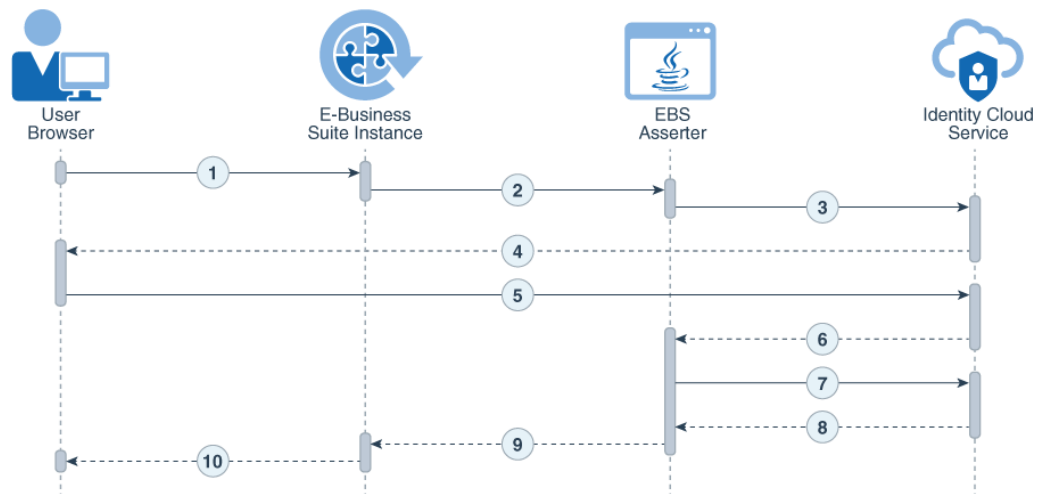 User
Browser
E-Business
Suite Instance
EBS
Asserter
Identity Cloud
Service
1
2
3
4
5
6
7
8
9
10